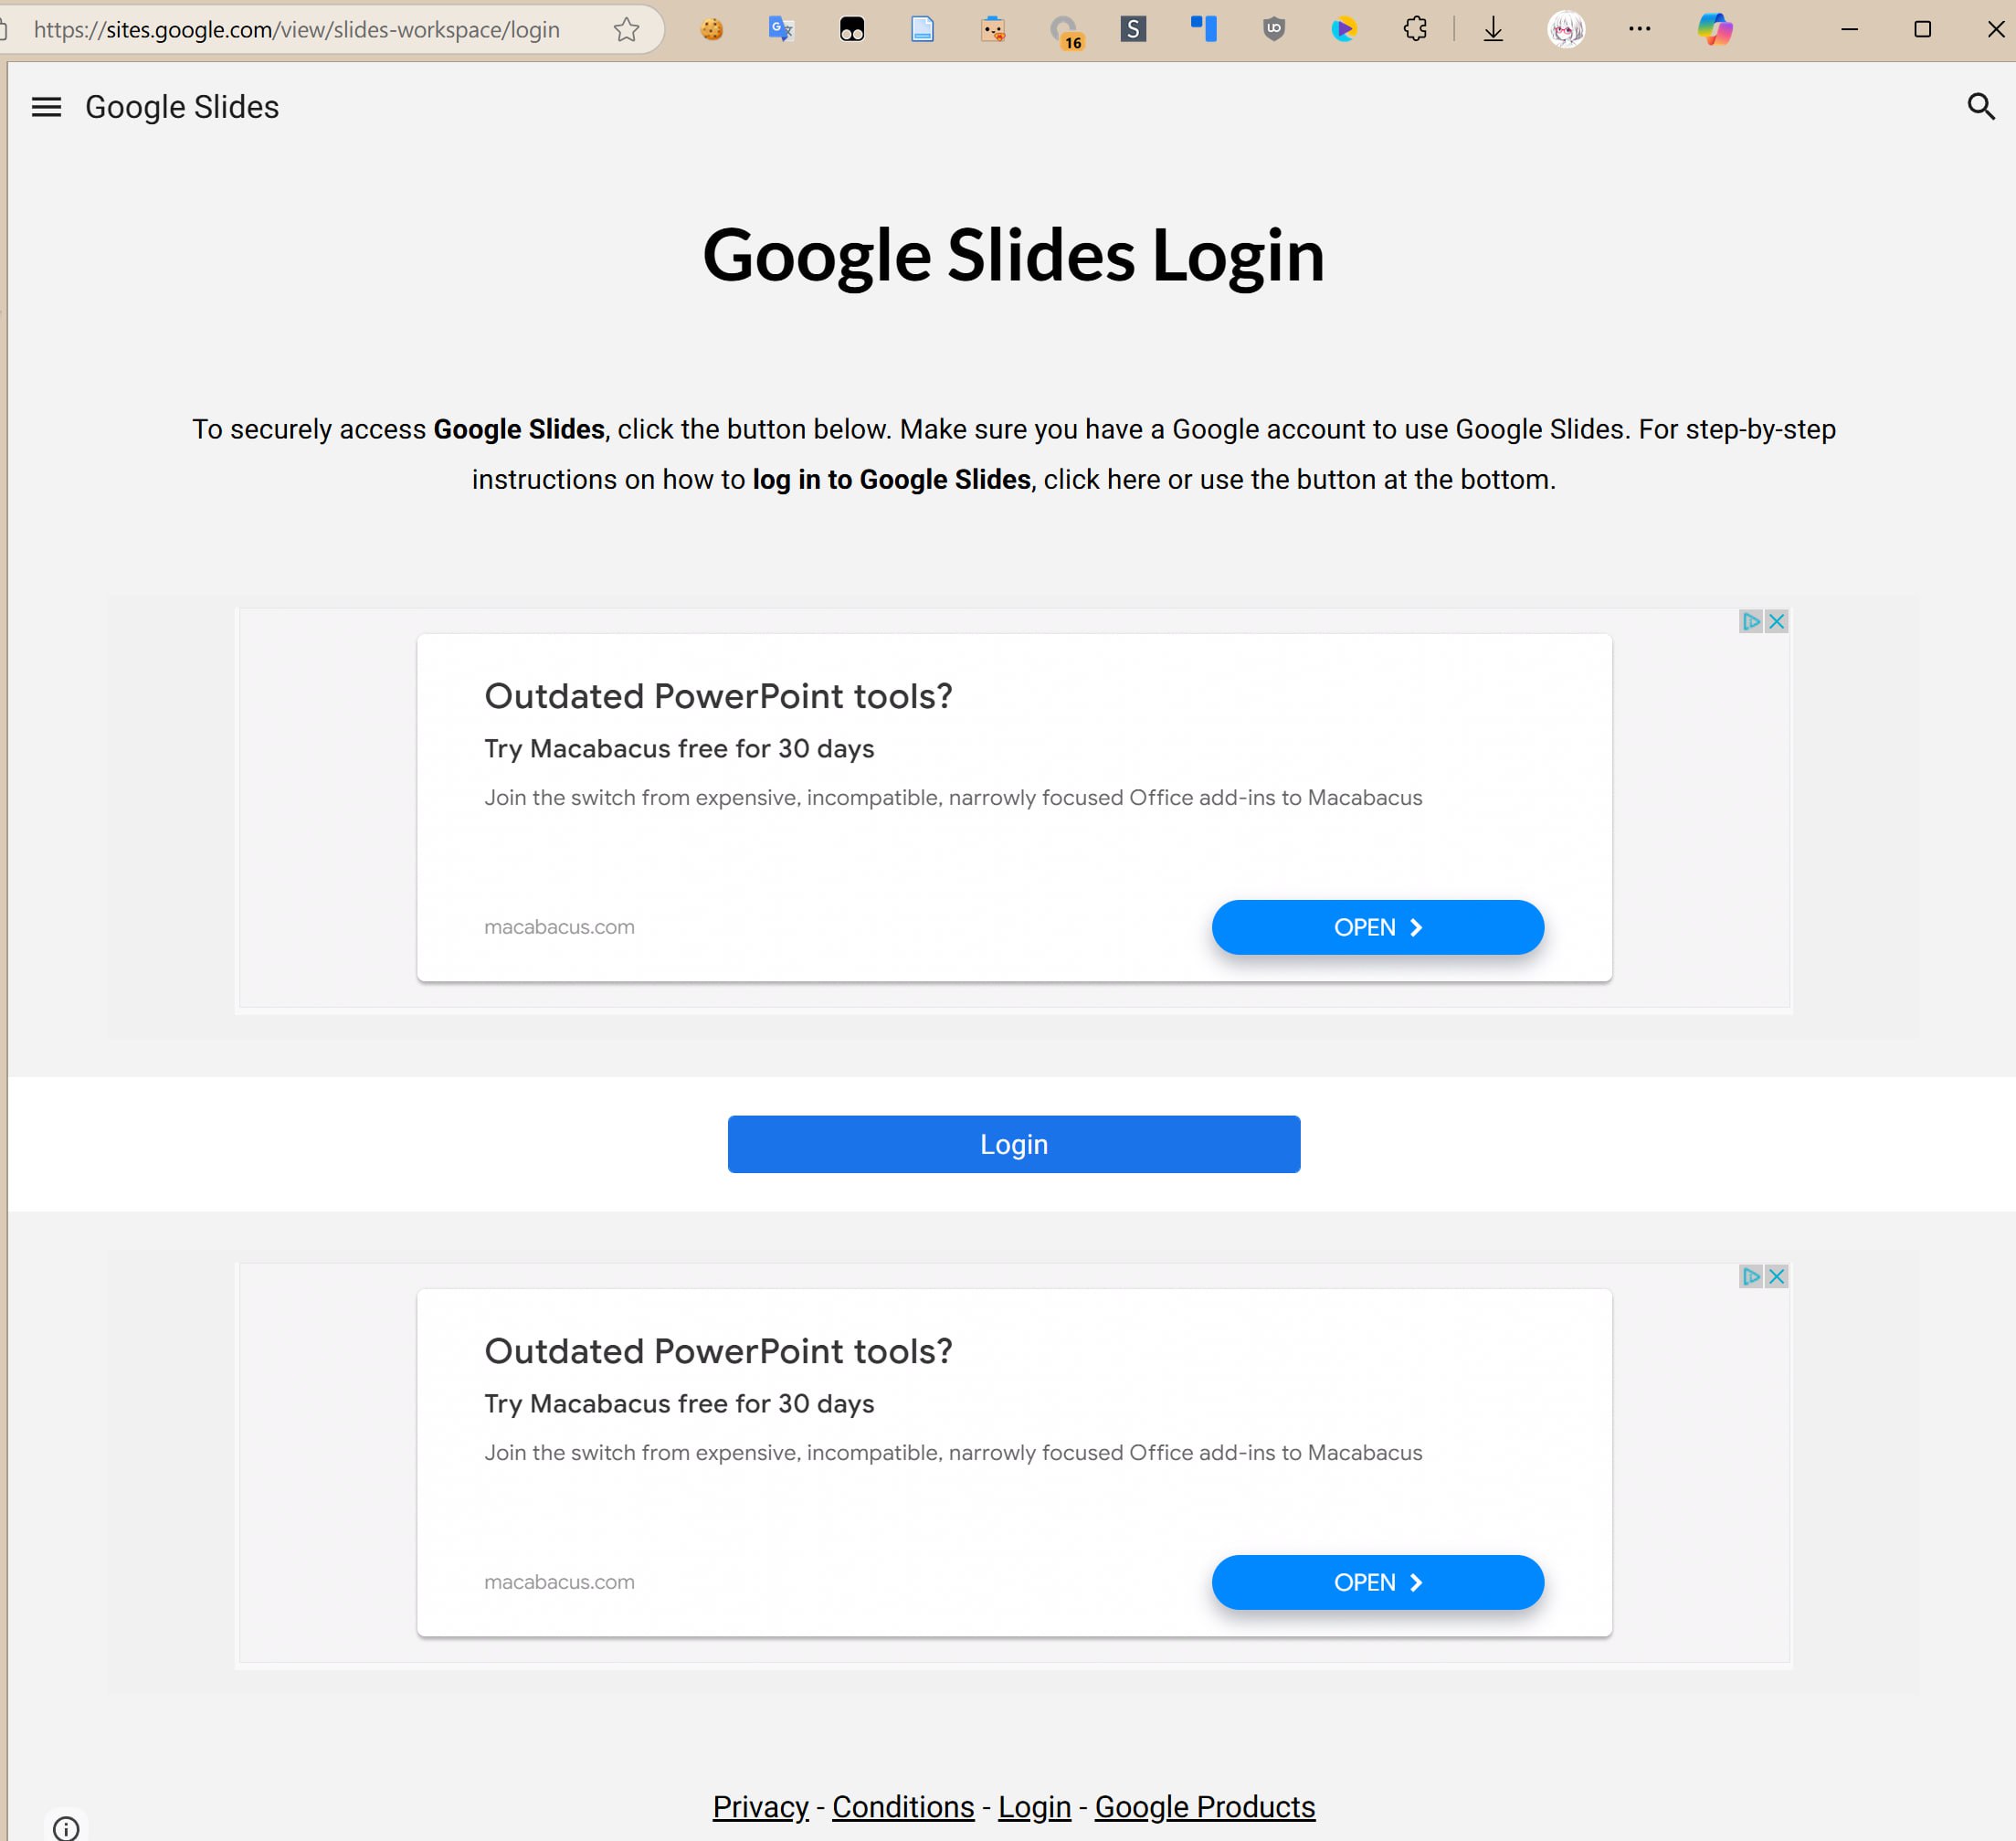 https://sites.google.com/view/slides-workspace/login
16
S
Google Slides
Google Slides Login
To securely access Google Slides, click the button below. Make sure you have a Google account to use Google Slides. For step-by-step
instructions on how to log in to Google Slides, click here or use the button at the bottom.
Outdated PowerPoint tools?
Try Macabacus free for 30 days
Join the switch from expensive, incompatible, narrowly focused Office add-ins to Macabacus
macabacus.com
OPEN
Login
Outdated PowerPoint tools?
Try Macabacus free for 30 days
Join the switch from expensive, incompatible, narrowly focused Office add-ins to Macabacus
macabacus.com
OPEN
Privacy - Conditions - Login - Google Products